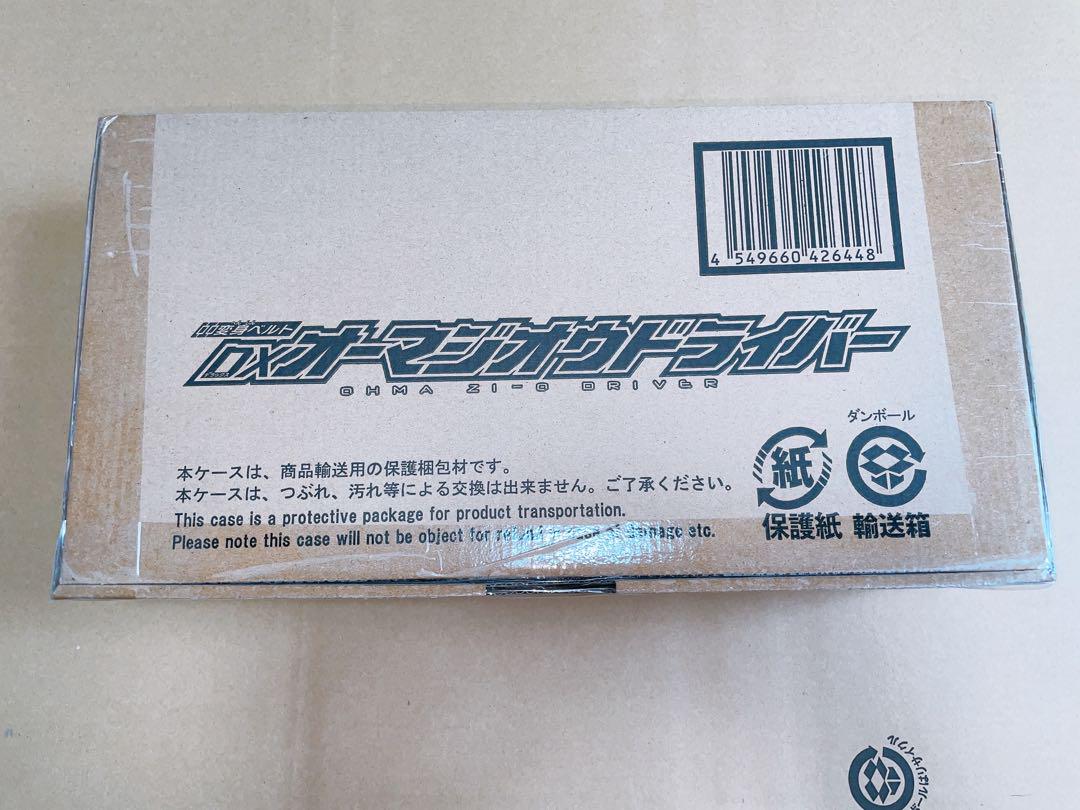 4 549660 426448
変身ベルト
DXオーマジオウドライバー
OHMA ZI-O DRIVER
ダンボール
紙
本ケースは、商品輸送用の保護梱包材です。
本ケースは、つぶれ、汚れ等による交換は出来ません。ご了承ください。
This case is a protective package for product transportation.
Please note this case will not be object for damage etc.
保護紙 輸送箱